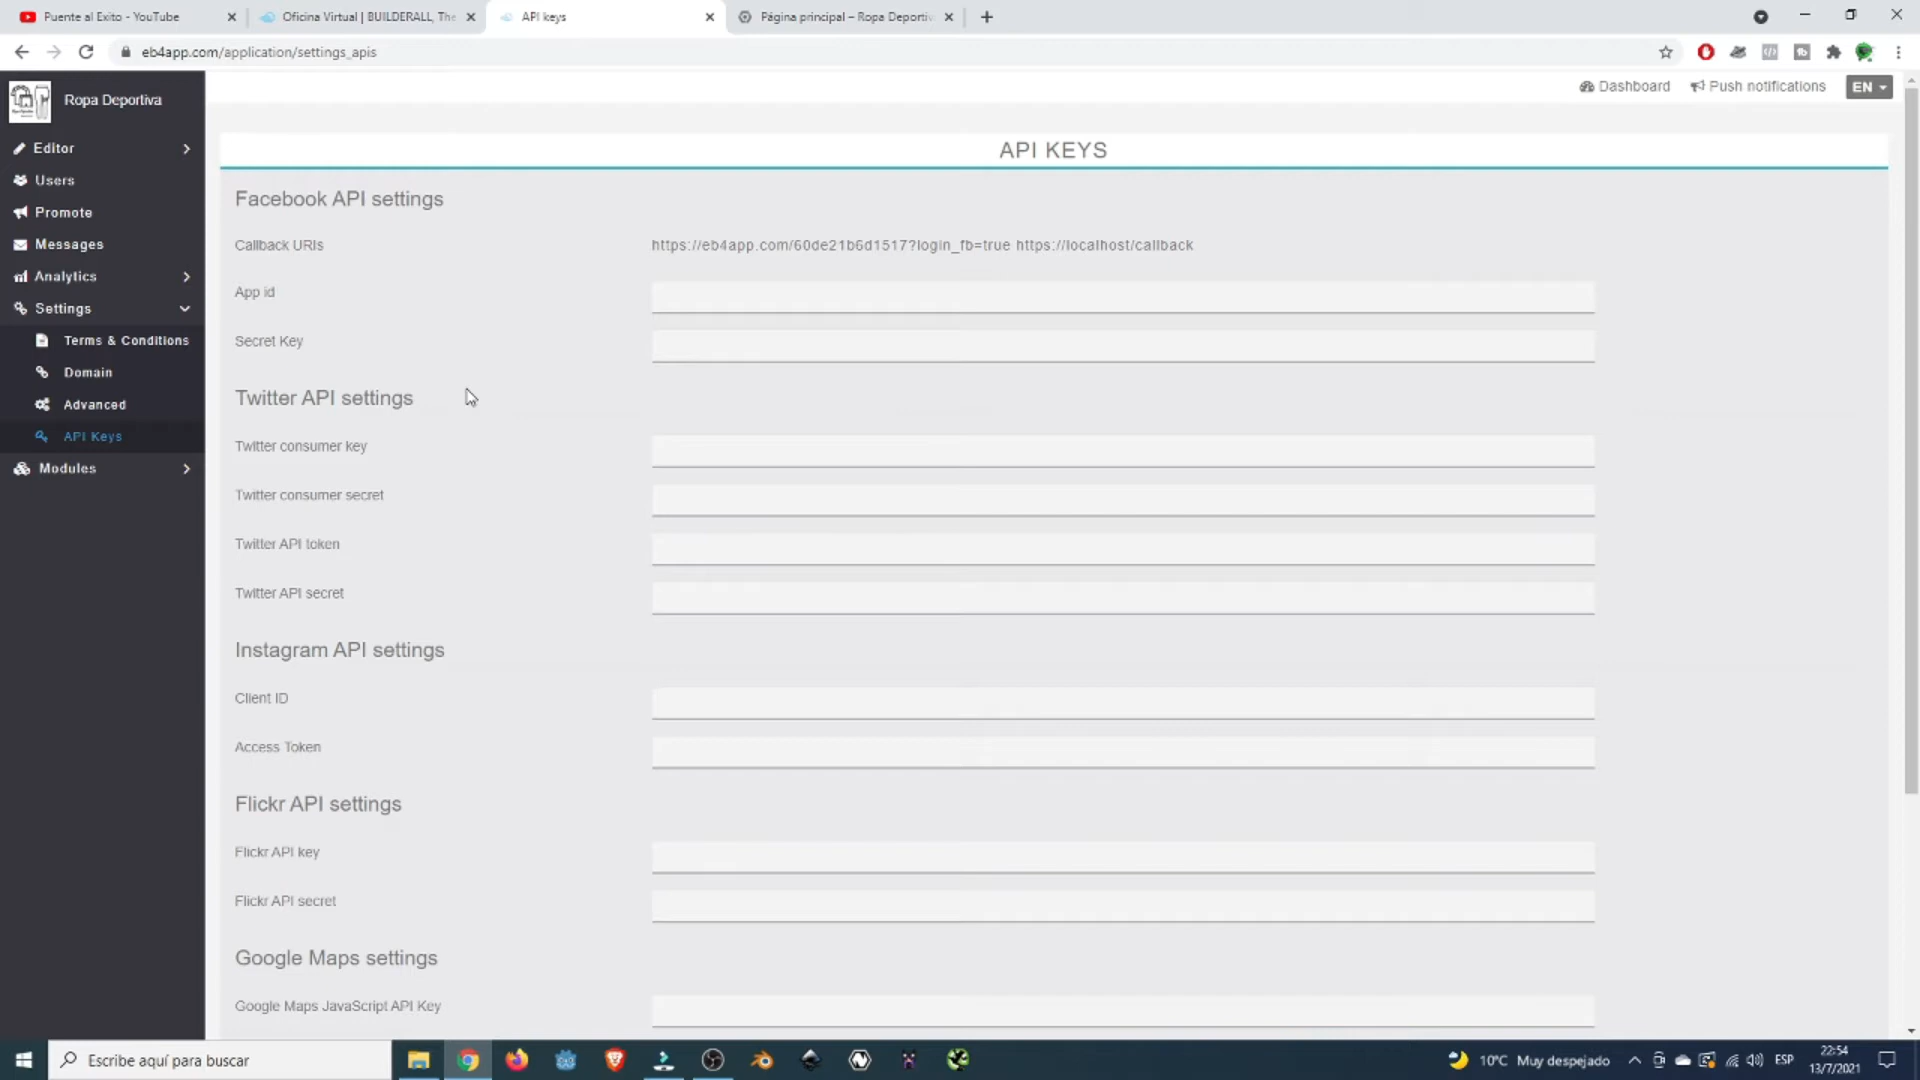 Puente al Exito - YouTube
Oficina Virtual | BUILDERALL, The
API keys
Página principal – Ropa Deportiv
eb4app.com/application/settings_apis
Ropa Deportiva
Dashboard
Push notifications
EN
Editor
Users
Promote
Messages
Analytics
Settings
Terms & Conditions
Domain
Advanced
API Keys
Modules
API KEYS
Facebook API settings
Callback URIs
https://eb4app.com/60de21b6d1517?login_fb=true https://localhost/callback
App id
Secret Key
Twitter API settings
Twitter consumer key
Twitter consumer secret
Twitter API token
Twitter API secret
Instagram API settings
Client ID
Access Token
Flickr API settings
Flickr API key
Flickr API secret
Google Maps settings
Google Maps JavaScript API Key
Escribe aquí para buscar
10°C Muy despejado
ESP
22:54
13/7/2021